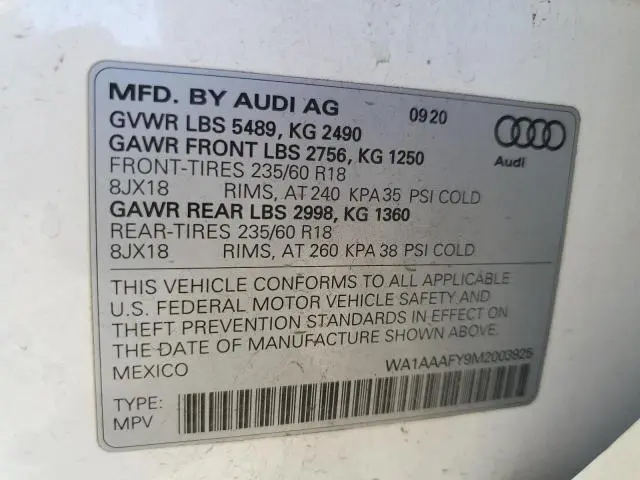 MFD. BY AUDI AG 09 20
GVWR LBS 5489, KG 2490
GAWR FRONT LBS 2756, KG 1250
FRONT-TIRES 235/60 R18
8JX18 RIMS, AT 240 KPA 35 PSI COLD
GAWR REAR LBS 2998, KG 1360
REAR-TIRES 235/60 R18
8JX18 RIMS, AT 260 KPA 38 PSI COLD
Audi
THIS VEHICLE CONFORMS TO ALL APPLICABLE
U.S. FEDERAL MOTOR VEHICLE SAFETY AND
THEFT PREVENTION STANDARDS IN EFFECT ON
THE DATE OF MANUFACTURE SHOWN ABOVE.
MEXICO WA1AAAFY9M2003925
TYPE:
MPV